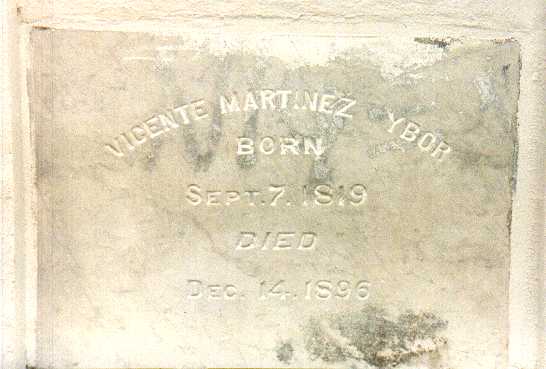 VICENTE MARTINEZ YBOR
BORN
SEPT. 7. 1819
DIED
DEC. 14. 1896